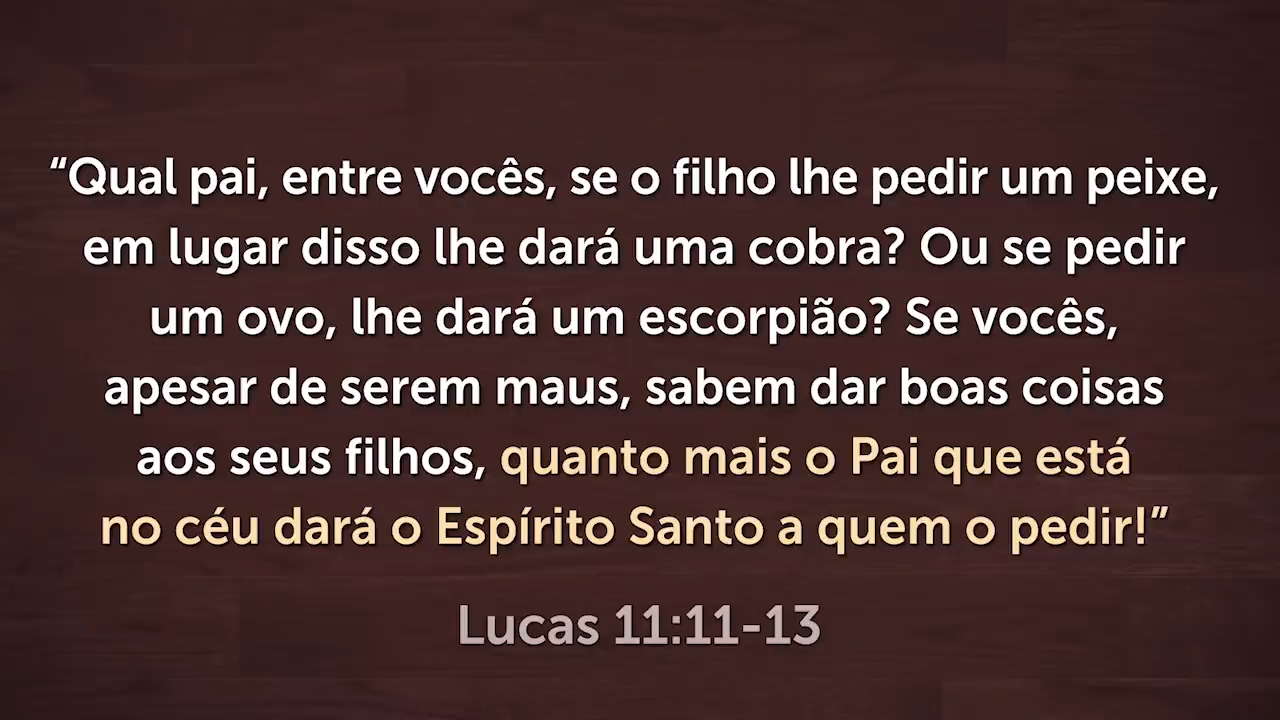 “Qual pai, entre vocês, se o filho lhe pedir um peixe,
em lugar disso lhe dará uma cobra? Ou se pedir
um ovo, lhe dará um escorpião? Se vocês,
apesar de serem maus, sabem dar boas coisas
aos seus filhos, quanto mais o Pai que está
no céu dará o Espírito Santo a quem o pedir!”
Lucas 11:11-13